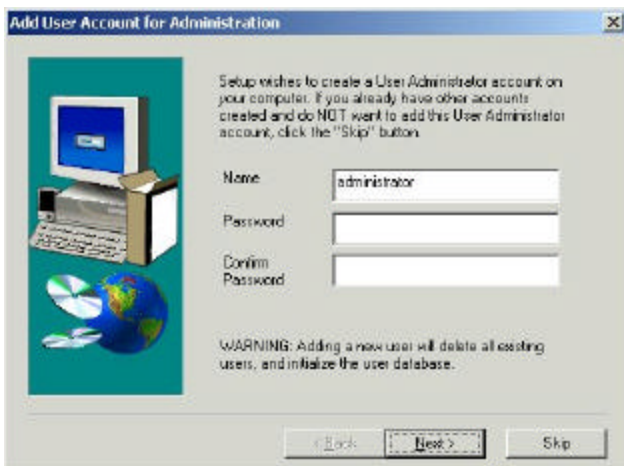 Add User Account for Administration
Setup wishes to create a User Administrator account on
your computer. If you already have other accounts
created and do NOT want to add this User Administrator
account, click the "Skip" button.
Name
administrator
Password
Confirm
Password
WARNING: Adding a new user will delete all existing
users, and initialize the user database.
< Back
Next >
Skip